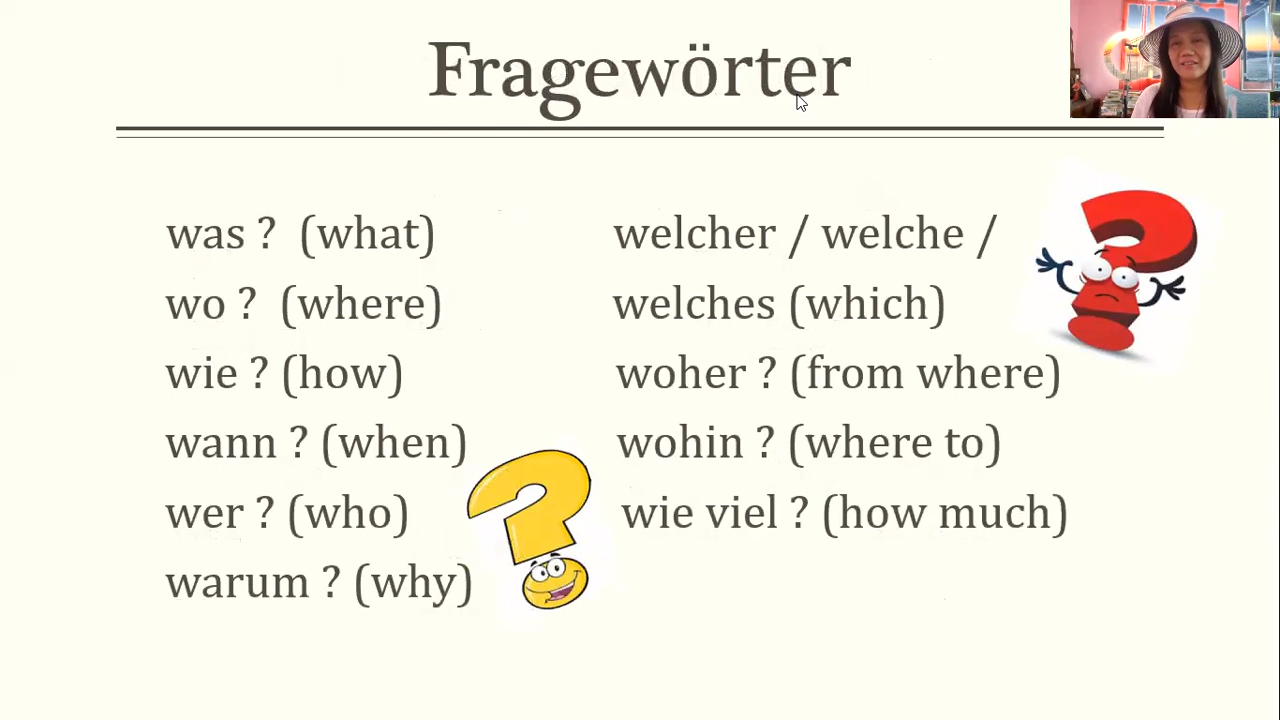 Fragewörter
was ? (what)
wo ? (where)
wie ? (how)
wann ? (when)
wer ? (who)
warum ? (why)
welcher / welche /
welches (which)
woher ? (from where)
wohin ? (where to)
wie viel ? (how much)